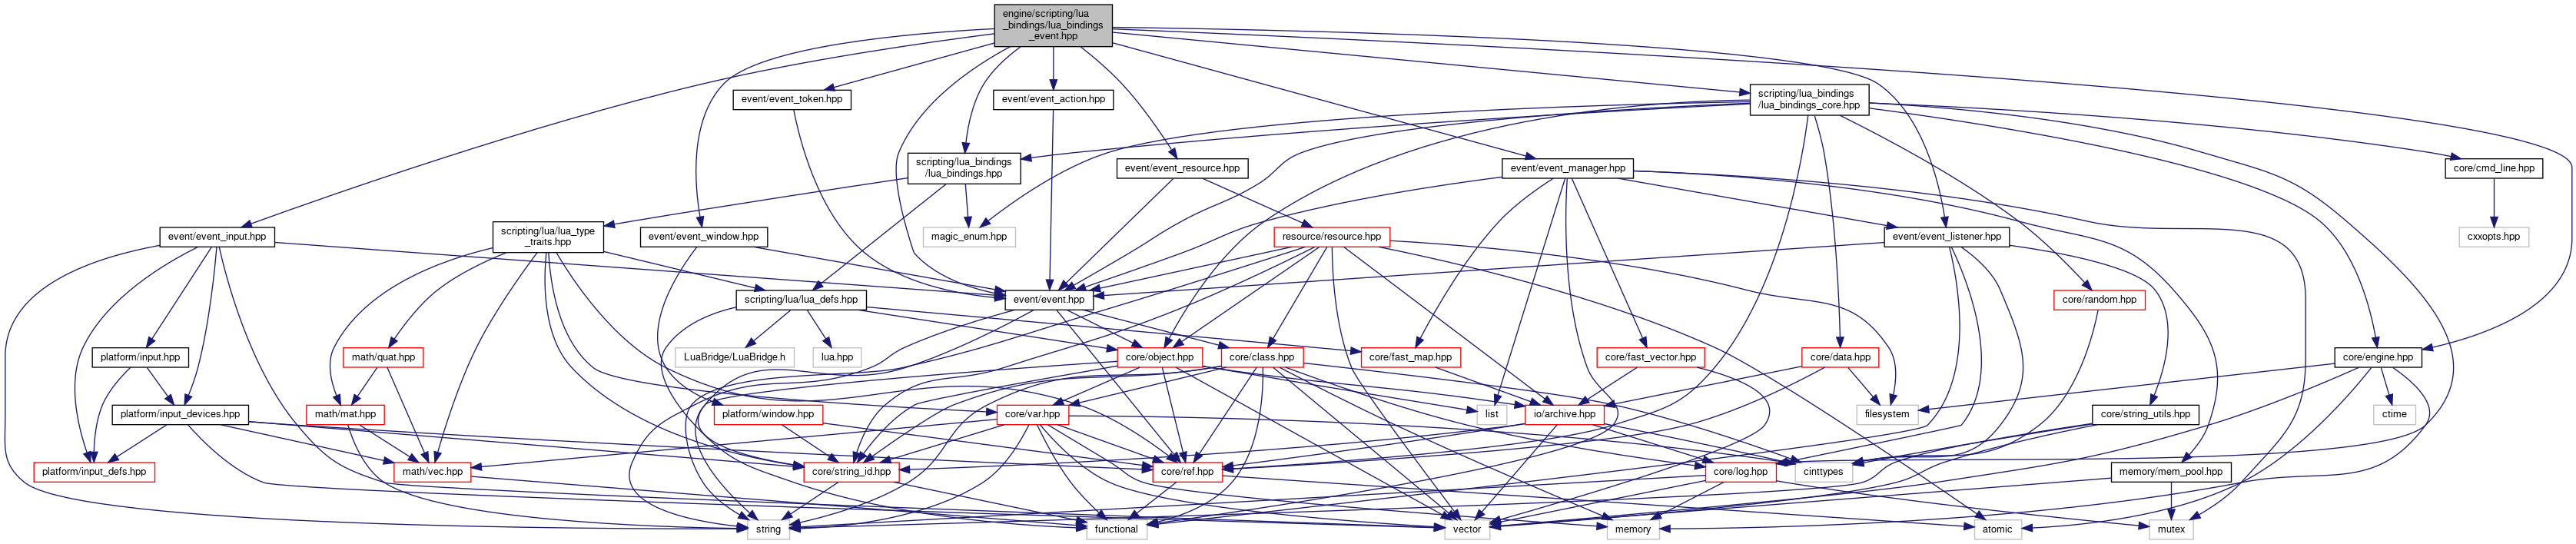 engine/scripting/lua
_bindings/lua_bindings
_event.hpp
event/event_token.hpp
event/event_action.hpp
scripting/lua_bindings
/lua_bindings_core.hpp
scripting/lua_bindings
/lua_bindings.hpp
event/event_resource.hpp
event/event_manager.hpp
core/cmd_line.hpp
event/event_input.hpp
scripting/lua/lua_type
_traits.hpp
event/event_window.hpp
magic_enum.hpp
resource/resource.hpp
event/event_listener.hpp
cxxopts.hpp
scripting/lua/lua_defs.hpp
event/event.hpp
core/random.hpp
platform/input.hpp
math/quat.hpp
LuaBridge/LuaBridge.h
lua.hpp
core/object.hpp
core/class.hpp
core/fast_map.hpp
core/fast_vector.hpp
core/data.hpp
core/engine.hpp
platform/input_devices.hpp
math/mat.hpp
platform/window.hpp
core/var.hpp
list
io/archive.hpp
filesystem
core/string_utils.hpp
ctime
platform/input_defs.hpp
math/vec.hpp
core/string_id.hpp
core/ref.hpp
core/log.hpp
cinttypes
memory/mem_pool.hpp
string
functional
vector
memory
atomic
mutex